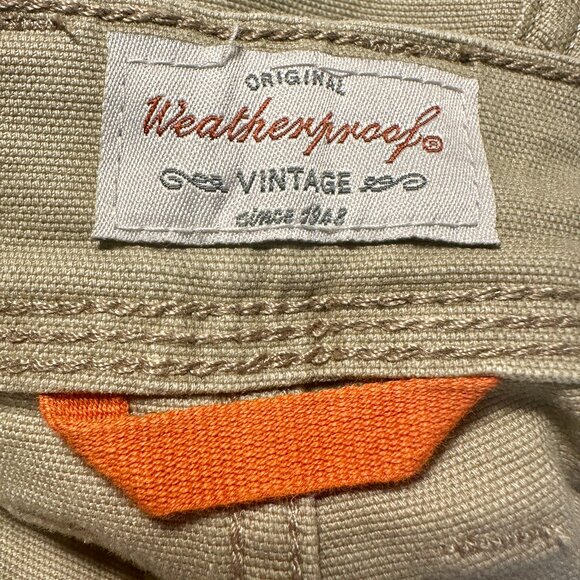 ORIGINAL
Weatherproof®
VINTAGE
since 1948